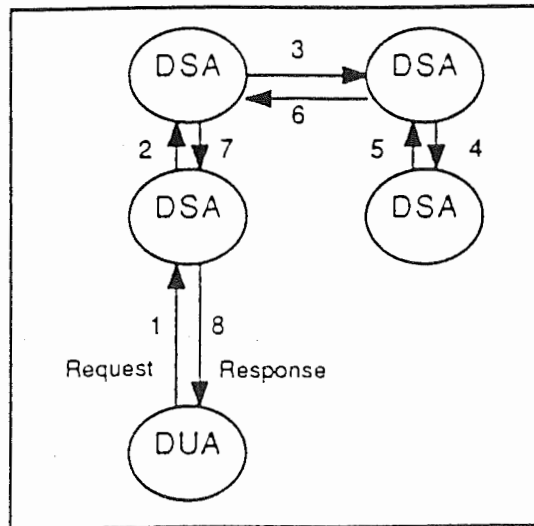 DSA 3 DSA
6
2 7 5 4
DSA DSA
1 8
Request Response
DUA